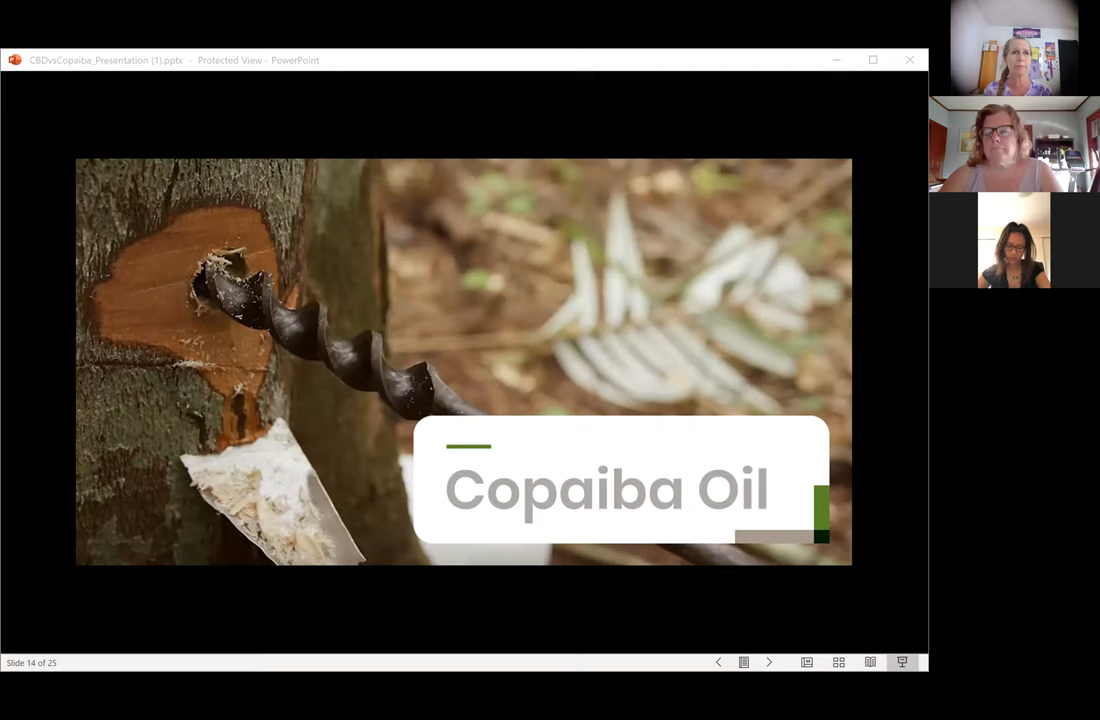 CBDvsCopaiba_Presentation (1).pptx - Protected View - PowerPoint
Copaiba Oil
Slide 14 of 25